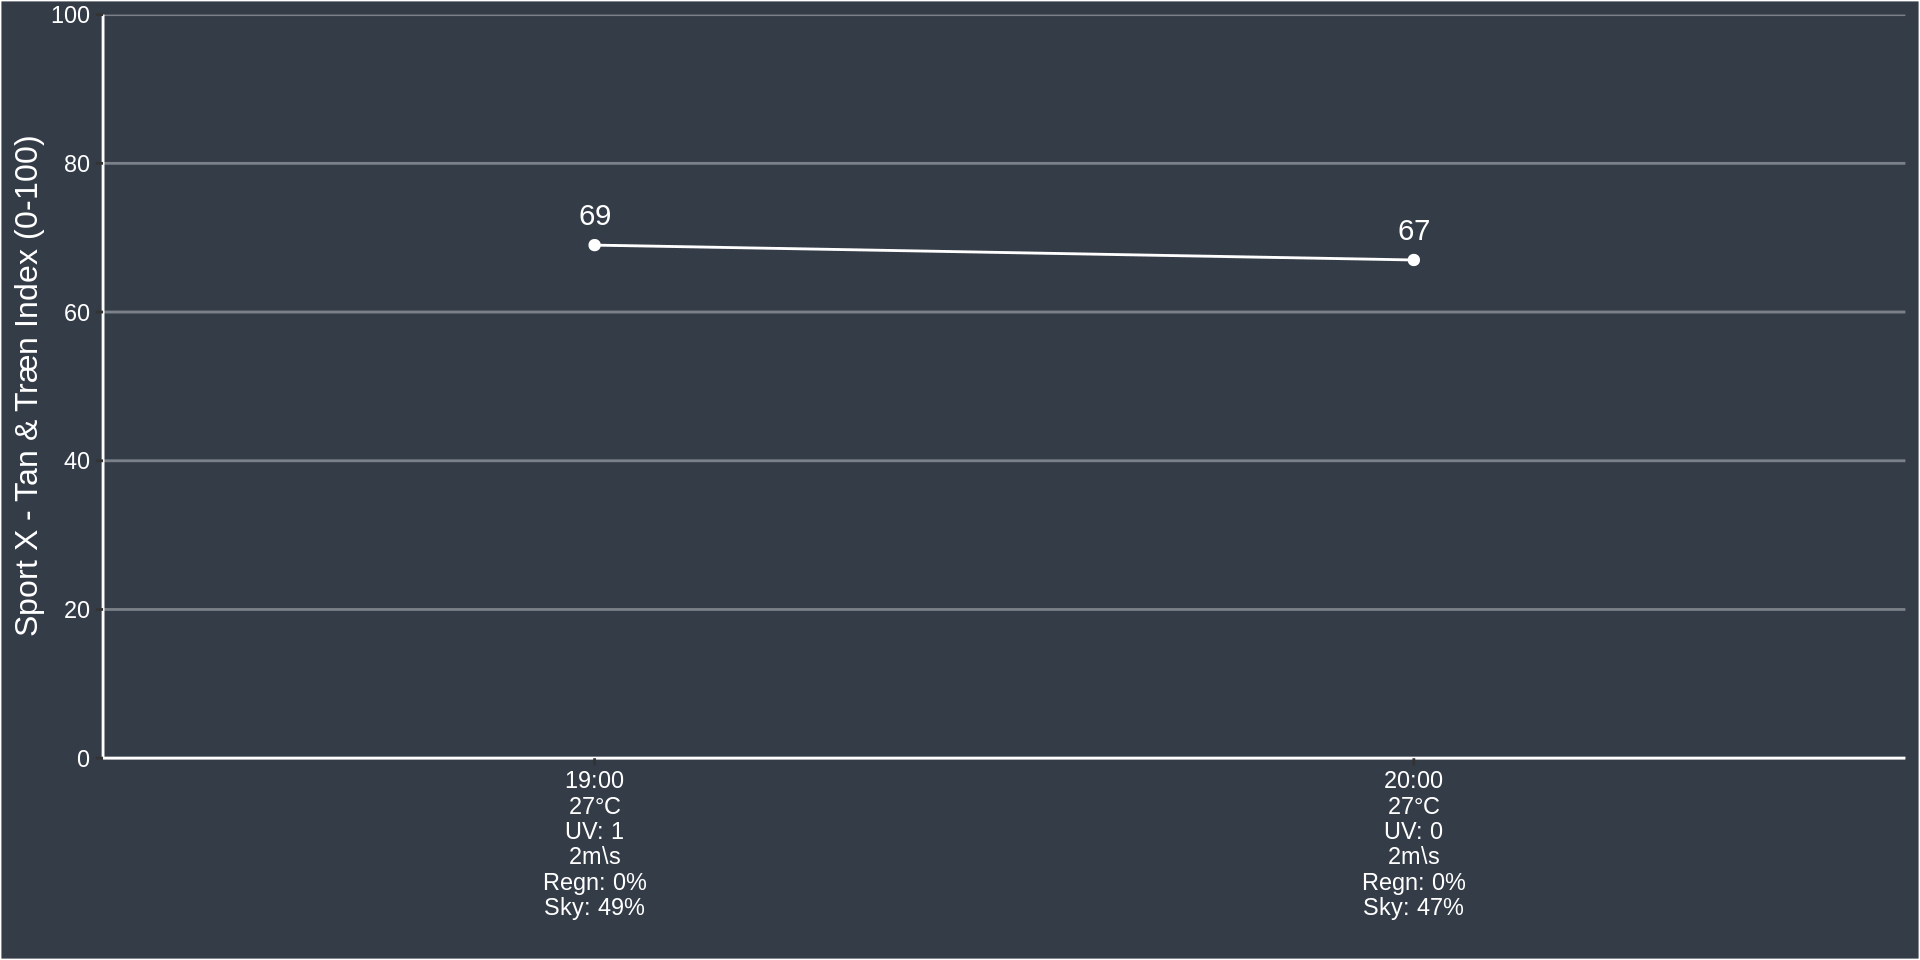 Sport X - Tan & Træn Index (0-100)
100
80
60
40
20
0
69
67
19:00
27°C
UV: 1
2m\s
Regn: 0%
Sky: 49%
20:00
27°C
UV: 0
2m\s
Regn: 0%
Sky: 47%